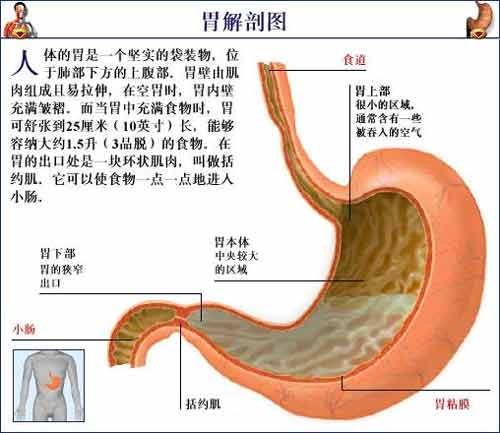 胃解剖图
人体的胃是一个坚实的袋装物，位
于肺部下方的上腹部．胃壁由肌
肉组成且易拉伸，在空胃时，胃内壁
充满皱褶．而当胃中充满食物时，胃
可舒张到25厘米（10英寸）长，能够
容纳大约1.5升（3品脱）的食物．在
胃的出口处是一块环状肌肉，叫做括
约肌．它可以使食物一点一点地进入
小肠．
食道
胃上部
很小的区域．
通常含有一些
被吞人的空气
胃本体
中央较大
的区域
胃下部
胃的狭窄
出口
小肠
括约肌
胃粘膜